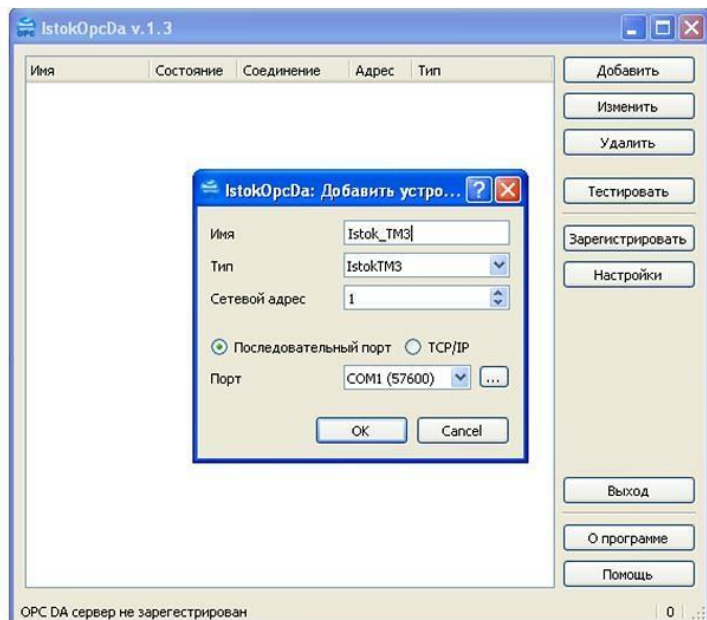 OPC IstokOpcDa v.1.3
Имя Состояние Соединение Адрес Тип
Добавить
Изменить
Удалить
Тестировать
Зарегистрировать
Настройки
IstokOpcDa: Добавить устро... ?
Имя Istok_TM3
Тип IstokTM3
Сетевой адрес 1
Последовательный порт TCP/IP
Порт COM1 (57600) ...
OK Cancel
Выход
О программе
Помощь
OPC DA сервер не зарегестрирован 0